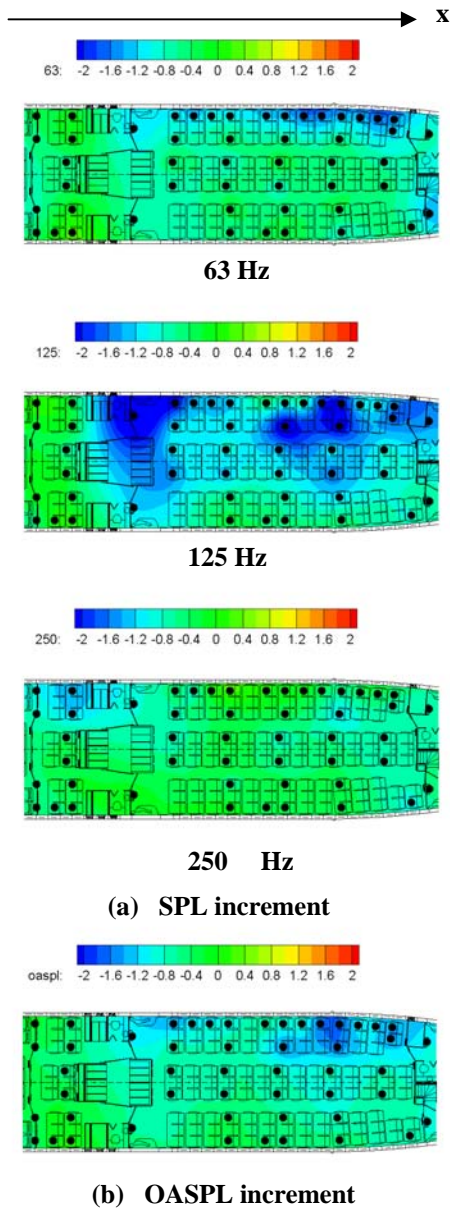 x
63: -2 -1.6 -1.2 -0.8 -0.4 0 0.4 0.8 1.2 1.6 2
63 Hz
125: -2 -1.6 -1.2 -0.8 -0.4 0 0.4 0.8 1.2 1.6 2
125 Hz
250: -2 -1.6 -1.2 -0.8 -0.4 0 0.4 0.8 1.2 1.6 2
250 Hz
(a) SPL increment
oaspl: -2 -1.6 -1.2 -0.8 -0.4 0 0.4 0.8 1.2 1.6 2
(b) OASPL increment